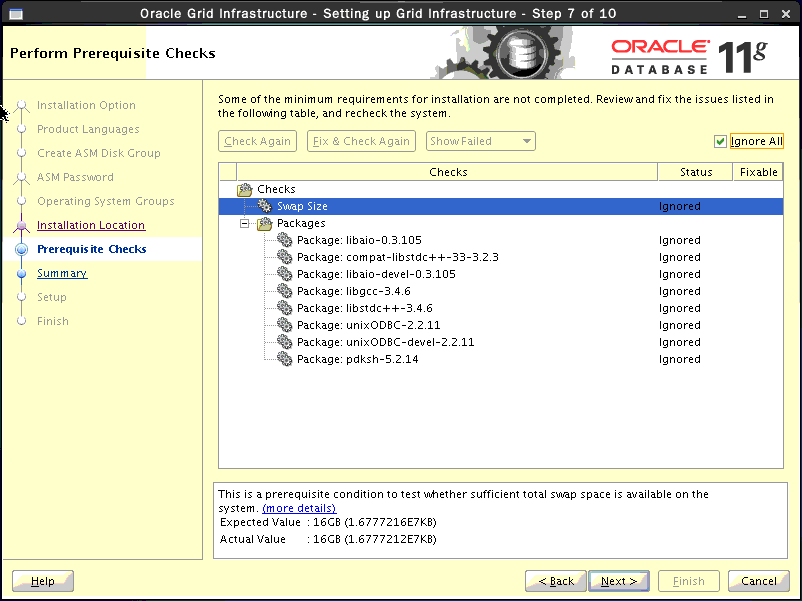 Oracle Grid Infrastructure - Setting up Grid Infrastructure - Step 7 of 10
Perform Prerequisite Checks
ORACLE
DATABASE
11g
Installation Option
Product Languages
Create ASM Disk Group
ASM Password
Operating System Groups
Installation Location
Prerequisite Checks
Summary
Setup
Finish
Some of the minimum requirements for installation are not completed. Review and fix the issues listed in
the following table, and recheck the system.
Check Again
Fix & Check Again
Show Failed
Ignore All
Checks Status Fixable
Checks
Swap Size Ignored
Packages
Package: libaio-0.3.105 Ignored
Package: compat-libstdc++-33-3.2.3 Ignored
Package: libaio-devel-0.3.105 Ignored
Package: libgcc-3.4.6 Ignored
Package: libstdc++-3.4.6 Ignored
Package: unixODBC-2.2.11 Ignored
Package: unixODBC-devel-2.2.11 Ignored
Package: pdksh-5.2.14 Ignored
This is a prerequisite condition to test whether sufficient total swap space is available on the
system. (more details)
Expected Value : 16GB (1.6777216E7KB)
Actual Value : 16GB (1.6777212E7KB)
Help
< Back
Next >
Finish
Cancel